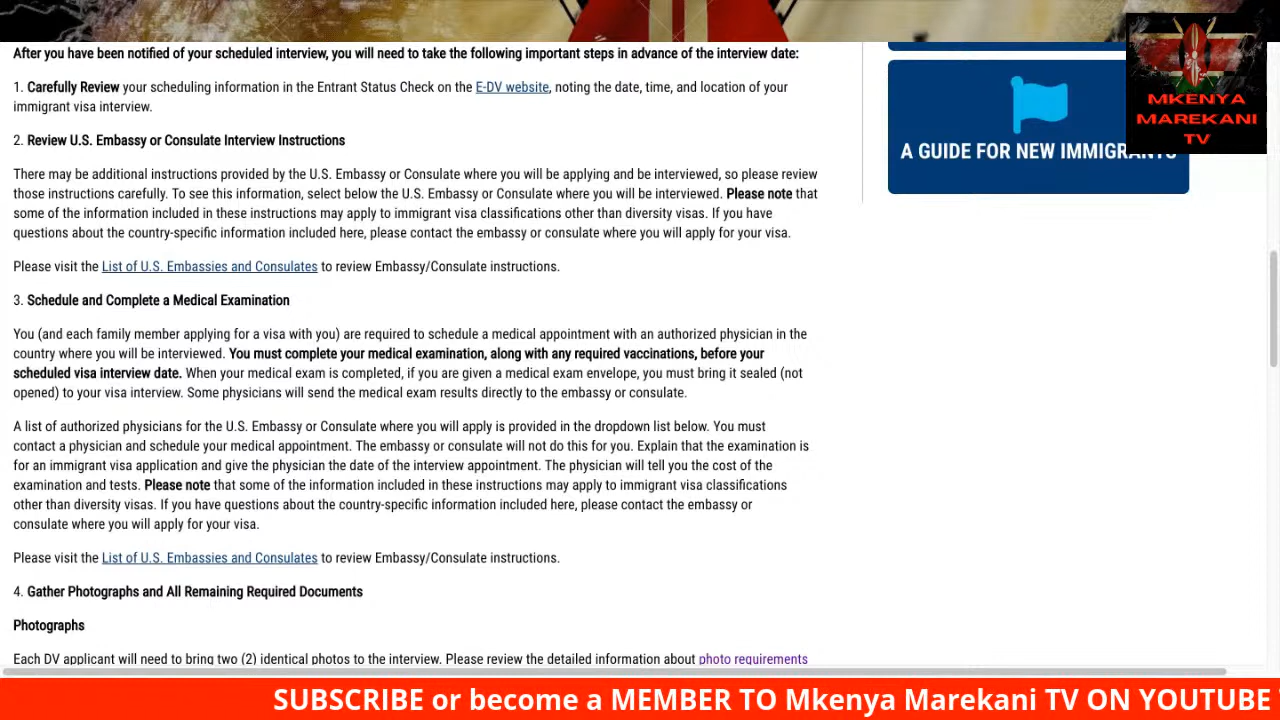 After you have been notified of your scheduled interview, you will need to take the following important steps in advance of the interview date:
1. Carefully Review your scheduling information in the Entrant Status Check on the E-DV website, noting the date, time, and location of your
immigrant visa interview.
2. Review U.S. Embassy or Consulate Interview Instructions
There may be additional instructions provided by the U.S. Embassy or Consulate where you will be applying and be interviewed, so please review
those instructions carefully. To see this information, select below the U.S. Embassy or Consulate where you will be interviewed. Please note that
some of the information included in these instructions may apply to immigrant visa classifications other than diversity visas. If you have
questions about the country-specific information included here, please contact the embassy or consulate where you will apply for your visa.
Please visit the List of U.S. Embassies and Consulates to review Embassy/Consulate instructions.
3. Schedule and Complete a Medical Examination
You (and each family member applying for a visa with you) are required to schedule a medical appointment with an authorized physician in the
country where you will be interviewed. You must complete your medical examination, along with any required vaccinations, before your
scheduled visa interview date. When your medical exam is completed, if you are given a medical exam envelope, you must bring it sealed (not
opened) to your visa interview. Some physicians will send the medical exam results directly to the embassy or consulate.
A list of authorized physicians for the U.S. Embassy or Consulate where you will apply is provided in the dropdown list below. You must
contact a physician and schedule your medical appointment. The embassy or consulate will not do this for you. Explain that the examination is
for an immigrant visa application and give the physician the date of the interview appointment. The physician will tell you the cost of the
examination and tests. Please note that some of the information included in these instructions may apply to immigrant visa classifications
other than diversity visas. If you have questions about the country-specific information included here, please contact the embassy or
consulate where you will apply for your visa.
Please visit the List of U.S. Embassies and Consulates to review Embassy/Consulate instructions.
4. Gather Photographs and All Remaining Required Documents
Photographs
Each DV applicant will need to bring two (2) identical photos to the interview. Please review the detailed information about photo requirements
A GUIDE FOR NEW IMMIGRANTS
MKENYA
MAREKANI
TV
SUBSCRIBE or become a MEMBER TO Mkenya Marekani TV ON YOUTUBE